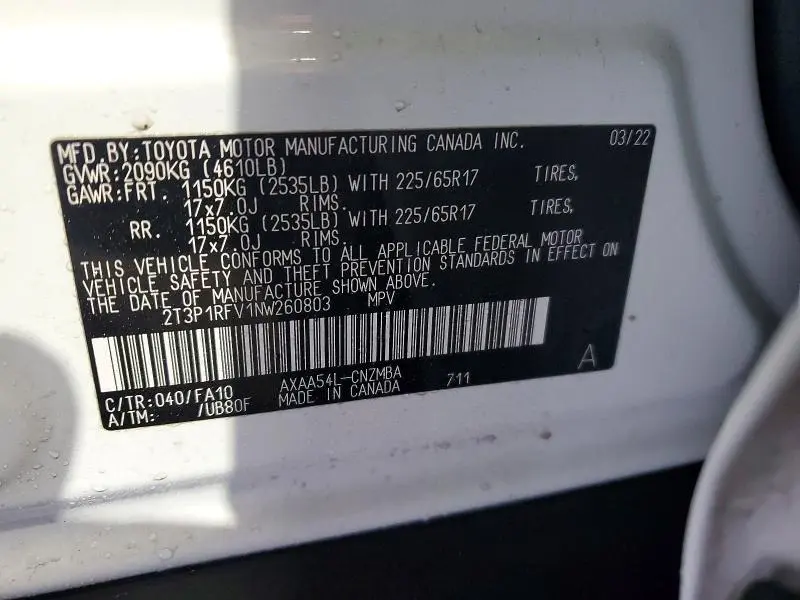 MFD. BY: TOYOTA MOTOR MANUFACTURING CANADA INC. 03/22
GVWR: 2090KG (4610LB)
GAWR: FRT. 1150KG (2535LB) WITH 225/65R17 TIRES,
17x7.0J RIMS.
RR. 1150KG (2535LB) WITH 225/65R17 TIRES,
17x7.0J RIMS.
THIS VEHICLE CONFORMS TO ALL APPLICABLE FEDERAL MOTOR
VEHICLE SAFETY AND THEFT PREVENTION STANDARDS IN EFFECT ON
THE DATE OF MANUFACTURE SHOWN ABOVE.
2T3P1RFV1NW260803 MPV
A
C/TR: 040/FA10 AXAA54L-CNZMBA 711
A/TM: /UB80F MADE IN CANADA